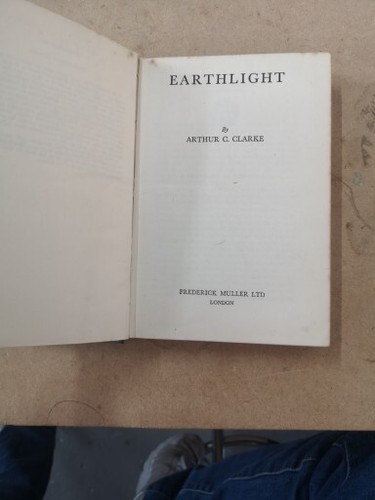 EARTHLIGHT
By
ARTHUR C. CLARKE
FREDERICK MULLER LTD
LONDON